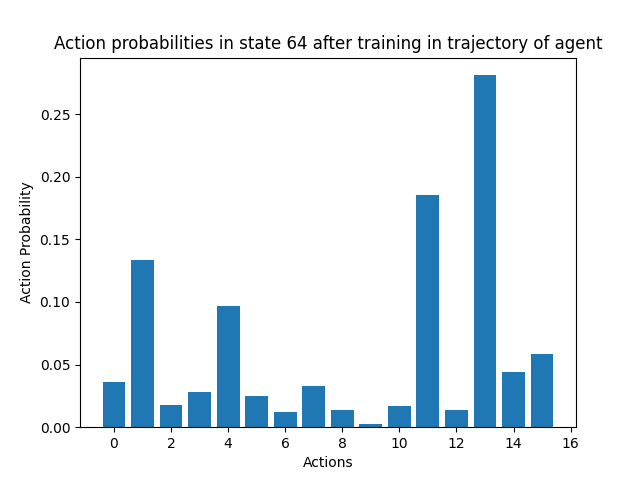 Action probabilities in state 64 after training in trajectory of agent
0.25
0.20
0.15
0.10
0.05
0.00
Action Probability
0 2 4 6 8 10 12 14 16
Actions